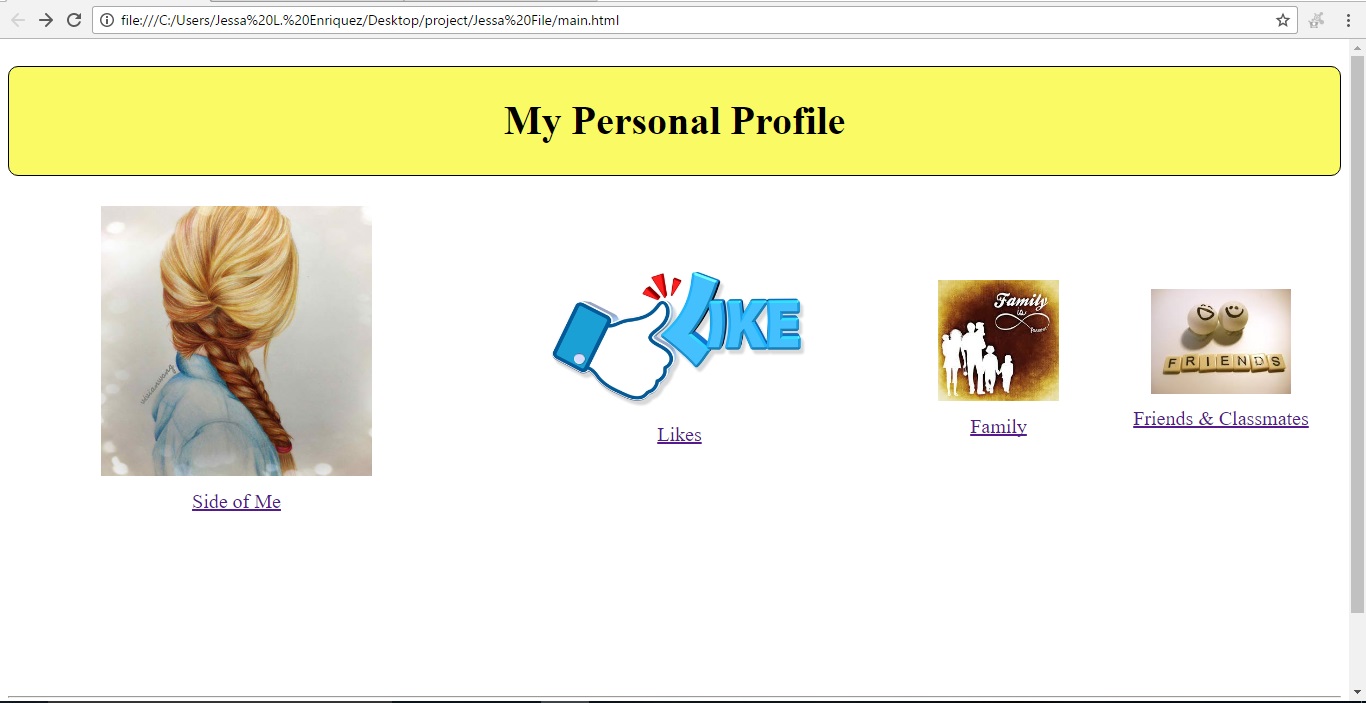 file:///C:/Users/Jessa%20L.%20Enriquez/Desktop/project/Jessa%20File/main.html
My Personal Profile
LIKE
Family
is
FRIENDS
Side of Me
Likes
Family
Friends & Classmates